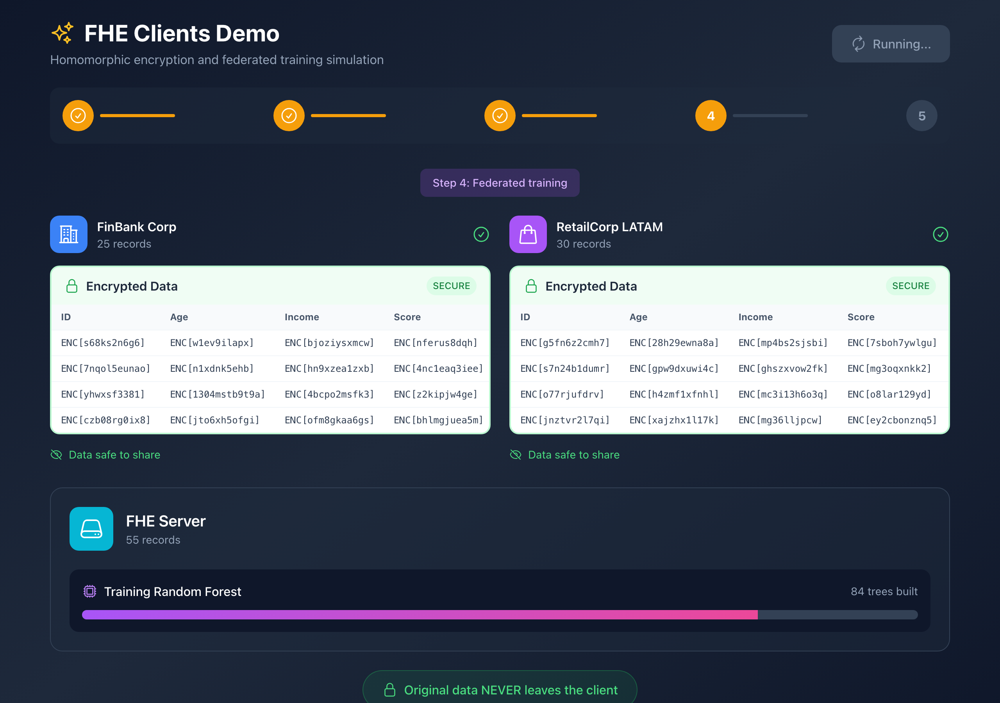 FHE Clients Demo
Homomorphic encryption and federated training simulation
Running...
4
5
Step 4: Federated training
FinBank Corp
25 records
Encrypted Data
SECURE
ID Age Income Score
ENC[s68ks2n6g6] ENC[w1ev9ilapx] ENC[bjoziysxmcw] ENC[nferus8dqh]
ENC[7nqol5eunao] ENC[n1xdnk5ehb] ENC[hn9xzea1zxb] ENC[4nc1eaq3iee]
ENC[yhwxsf3381] ENC[1304mstb9t9a] ENC[4bcpo2msfk3] ENC[z2kipjw4ge]
ENC[czb08rg0ix8] ENC[jto6xh5ofgi] ENC[ofm8gkaa6gs] ENC[bhlmgjuea5m]
Data safe to share
RetailCorp LATAM
30 records
Encrypted Data
SECURE
ID Age Income Score
ENC[g5fn6z2cmh7] ENC[28h29ewna8a] ENC[mp4bs2sjsbi] ENC[7sboh7ywlgu]
ENC[s7n24b1dumr] ENC[gpw9dxuwi4c] ENC[ghszxvow2fk] ENC[mg3oqxnkk2]
ENC[o77rjufdrv] ENC[h4zmf1xfnhl] ENC[mc3i13h6o3q] ENC[o8lar129yd]
ENC[jnztvr2l7qi] ENC[xajzhx1l17k] ENC[mg36lljpcw] ENC[ey2cbonznq5]
Data safe to share
FHE Server
55 records
Training Random Forest
84 trees built
Original data NEVER leaves the client